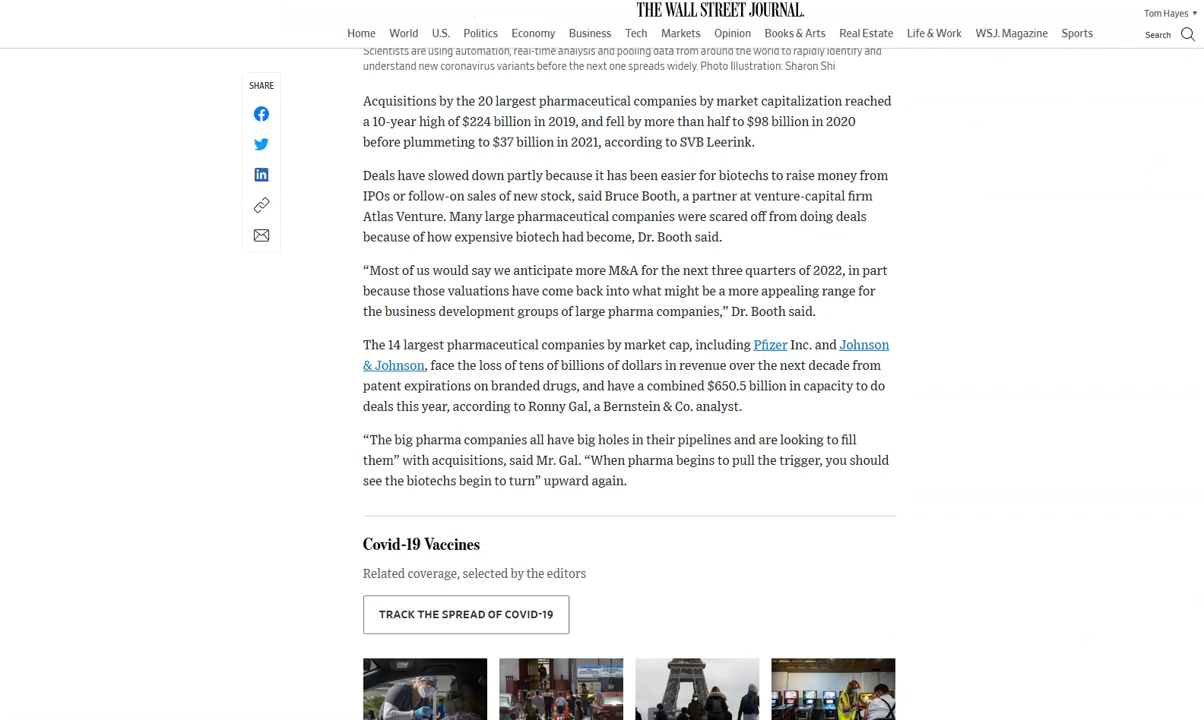 THE WALL STREET JOURNAL.
Tom Hayes
Home World U.S. Politics Economy Business Tech Markets Opinion Books & Arts Real Estate Life & Work WSJ. Magazine Sports
Search
Scientists are using automation, real-time analysis and pooling data from around the world to rapidly identify and
understand new coronavirus variants before the next one spreads widely. Photo Illustration: Sharon Shi
SHARE
Acquisitions by the 20 largest pharmaceutical companies by market capitalization reached
a 10-year high of $224 billion in 2019, and fell by more than half to $98 billion in 2020
before plummeting to $37 billion in 2021, according to SVB Leerink.
Deals have slowed down partly because it has been easier for biotechs to raise money from
IPOs or follow-on sales of new stock, said Bruce Booth, a partner at venture-capital firm
Atlas Venture. Many large pharmaceutical companies were scared off from doing deals
because of how expensive biotech had become, Dr. Booth said.
“Most of us would say we anticipate more M&A for the next three quarters of 2022, in part
because those valuations have come back into what might be a more appealing range for
the business development groups of large pharma companies,” Dr. Booth said.
The 14 largest pharmaceutical companies by market cap, including Pfizer Inc. and Johnson
& Johnson, face the loss of tens of billions of dollars in revenue over the next decade from
patent expirations on branded drugs, and have a combined $650.5 billion in capacity to do
deals this year, according to Ronny Gal, a Bernstein & Co. analyst.
“The big pharma companies all have big holes in their pipelines and are looking to fill
them” with acquisitions, said Mr. Gal. “When pharma begins to pull the trigger, you should
see the biotechs begin to turn” upward again.
Covid-19 Vaccines
Related coverage, selected by the editors
TRACK THE SPREAD OF COVID-19